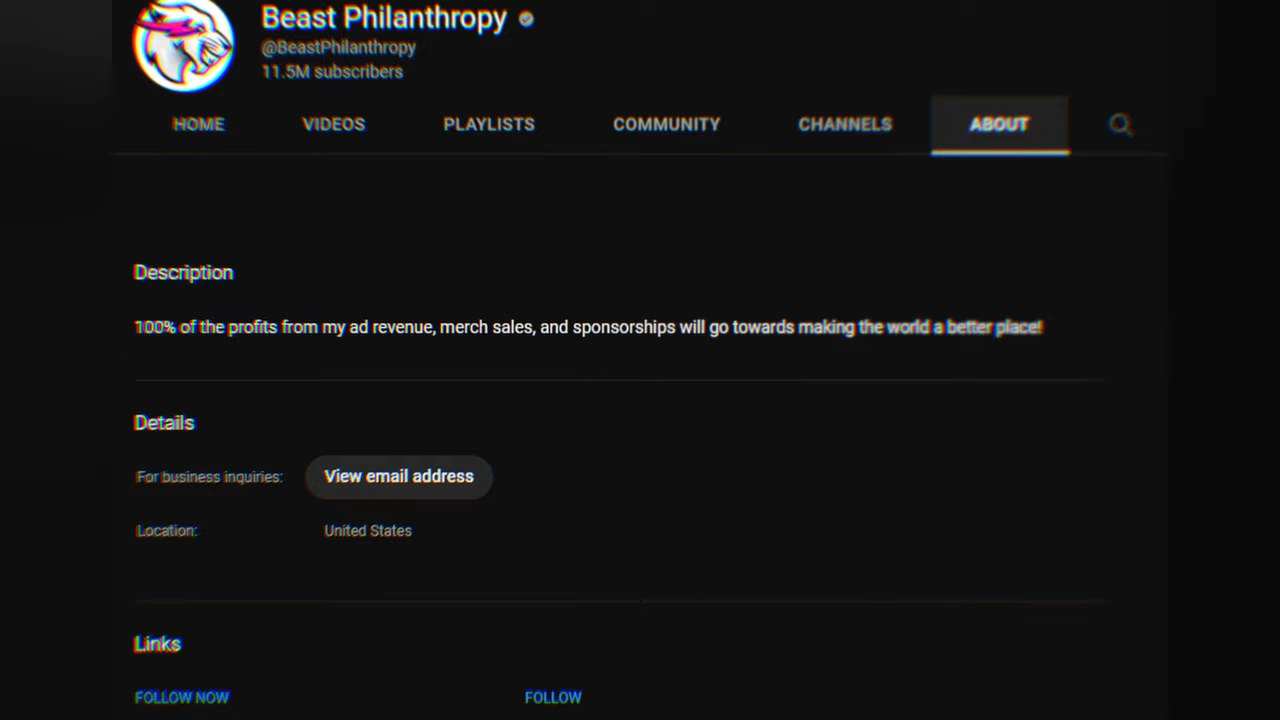 Beast Philanthropy
@BeastPhilanthropy
11.5M subscribers
HOME VIDEOS PLAYLISTS COMMUNITY CHANNELS ABOUT
Description
100% of the profits from my ad revenue, merch sales, and sponsorships will go towards making the world a better place!
Details
For business inquiries: View email address
Location: United States
Links
FOLLOW NOW FOLLOW